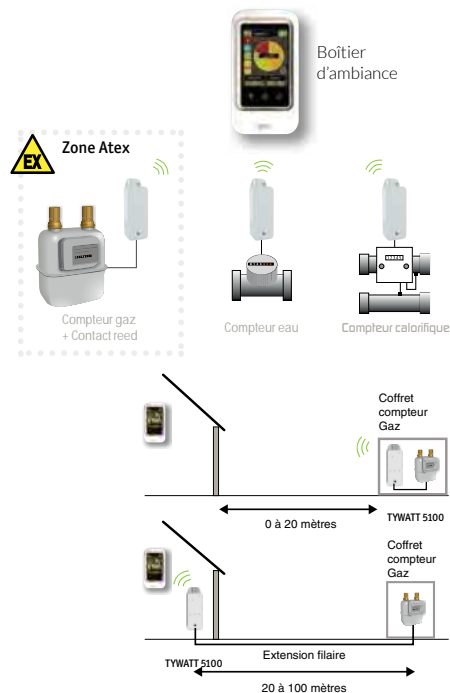 Boîtier
d'ambiance
EX
Zone Atex
Compteur gaz
+ Contact reed
Compteur eau
Compteur calorifique
Coffret
compteur
Gaz
0 à 20 mètres
TYWATT 5100
Coffret
compteur
Gaz
Extension filaire
TYWATT 5100
20 à 100 mètres